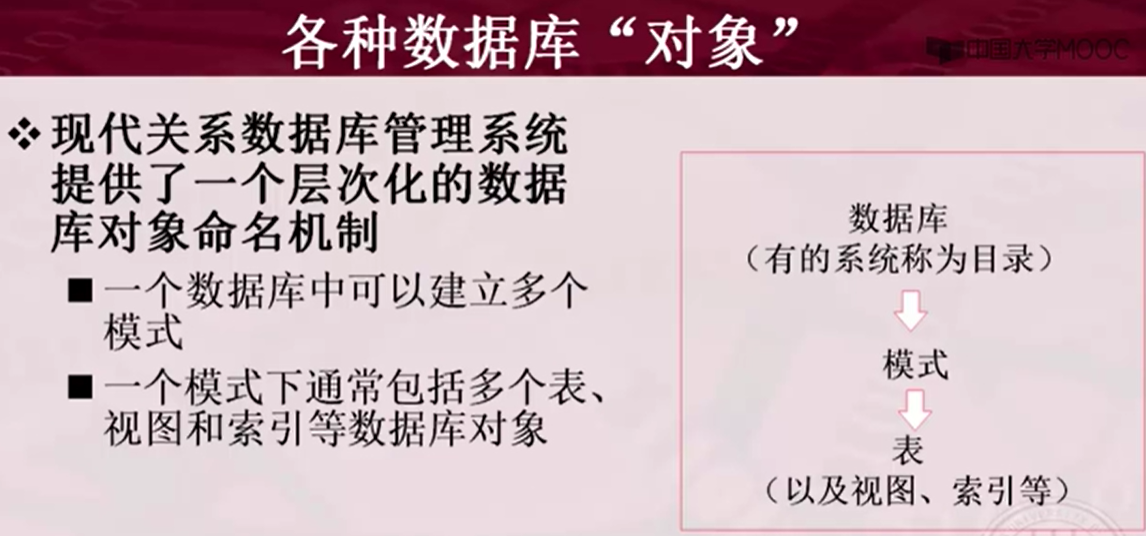 各种数据库“对象”
中国大学MOOC
❖现代关系数据库管理系统
提供了一个层次化的数据
库对象命名机制
■一个数据库中可以建立多个
模式
■一个模式下通常包括多个表、
视图和索引等数据库对象
数据库
（有的系统称为目录）
模式
表
（以及视图、索引等）